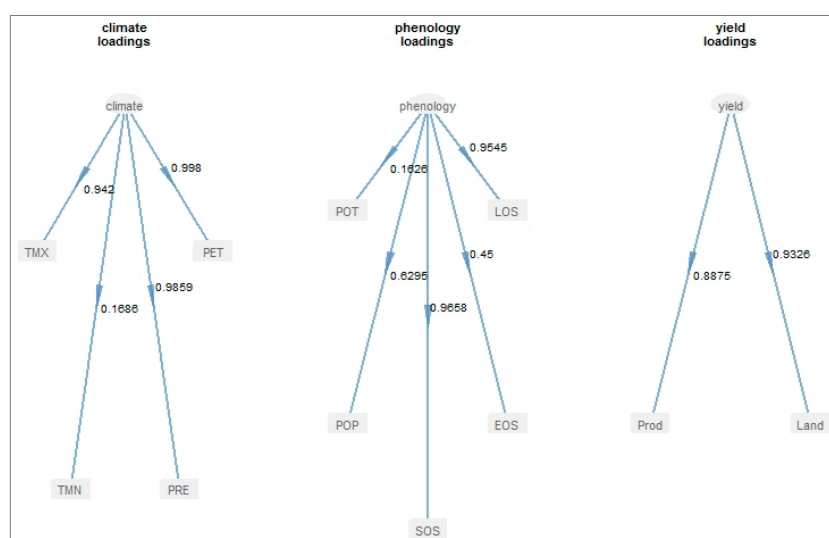 climate
loadings
phenology
loadings
yield
loadings
climate
phenology
yield
0.942
0.998
0.1626
0.9545
TMX
PET
POT
LOS
0.1686
0.9859
0.6295
0.45
0.9658
0.8875
0.9326
POP
EOS
Prod
Land
TMN
PRE
SOS